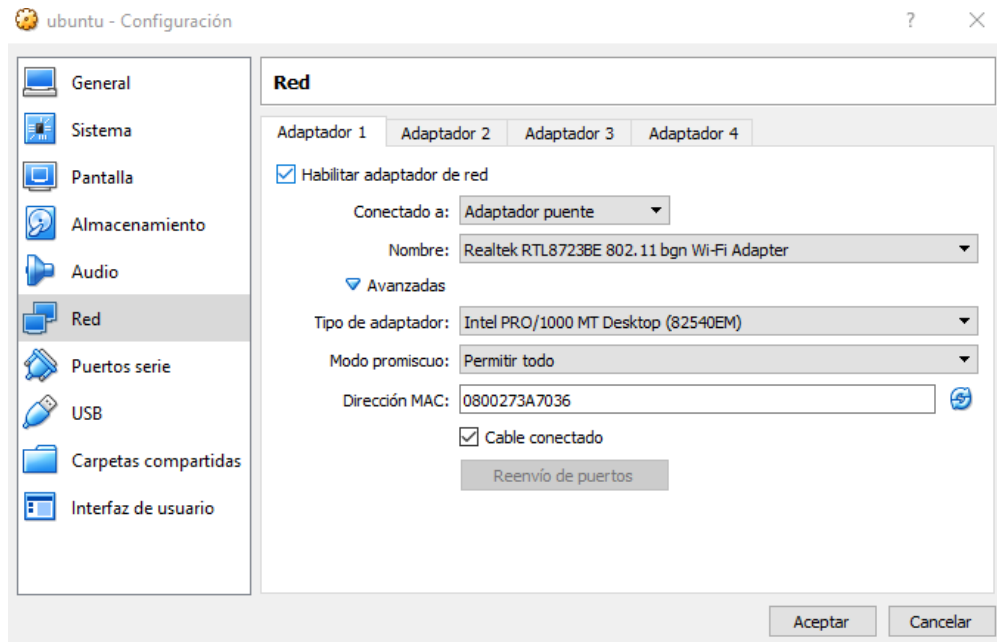 ubuntu - Configuración ? ×
General
Sistema
Pantalla
Almacenamiento
Audio
Red
Puertos serie
USB
Carpetas compartidas
Interfaz de usuario
Red
Adaptador 1 Adaptador 2 Adaptador 3 Adaptador 4
Habilitar adaptador de red
Conectado a: Adaptador puente
Nombre: Realtek RTL8723BE 802.11 bgn Wi-Fi Adapter
Avanzadas
Tipo de adaptador: Intel PRO/1000 MT Desktop (82540EM)
Modo promiscuo: Permitir todo
Dirección MAC: 0800273A7036
Cable conectado
Reenvío de puertos
Aceptar Cancelar